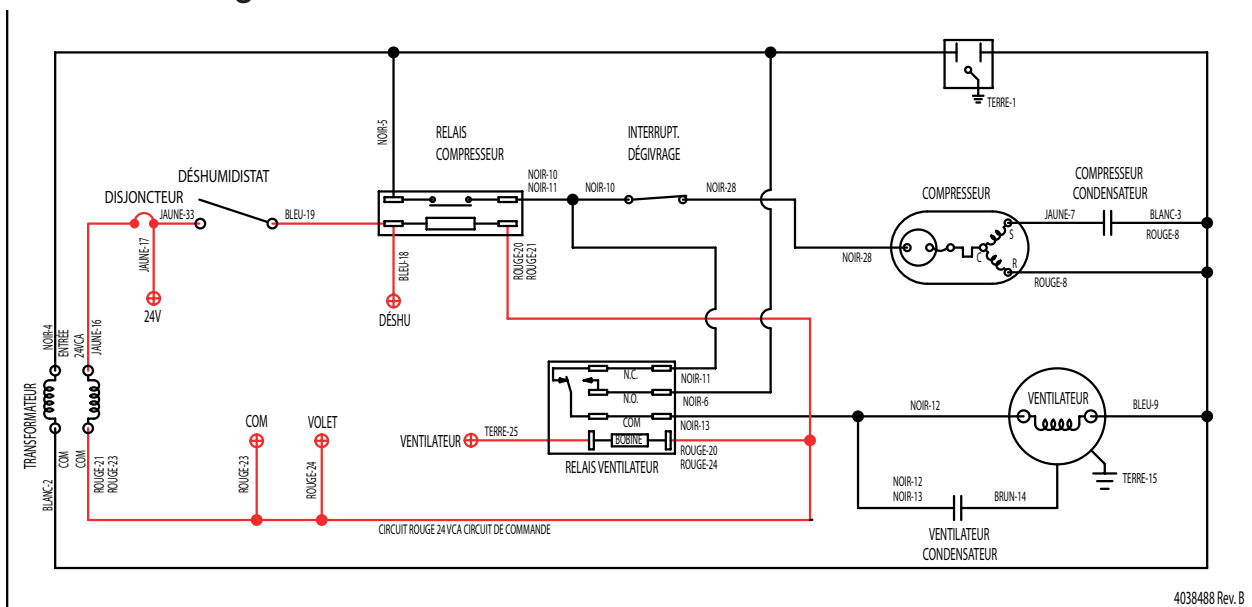 NOIR-5
RELAIS
COMPRESSEUR
INTERRUPT.
DÉGIVRAGE
TERRE-1
DÉSHUMIDISTAT
DISJONCTEUR
JAUNE-33
BLEU-19
NOIR-10
NOIR-11
NOIR-10
NOIR-28
COMPRESSEUR
COMPRESSEUR
CONDENSATEUR
JAUNE-7
BLANC-3
ROUGE-8
S
C
R
ROUGE-8
NOIR-28
JAUNE-17
24V
BLEU-18
DÉSHU
ROUGE-20
ROUGE-21
NOIR-4
ENTRÉE
24VCA
JAUNE-16
TRANSFORMATEUR
BLANC-2
COM
COM
ROUGE-21
ROUGE-23
COM
ROUGE-23
VOLET
ROUGE-24
VENTILATEUR
TERRE-25
N.C.
NOIR-11
N.O.
NOIR-6
COM
NOIR-13
BOBINE
ROUGE-20
ROUGE-24
RELAIS VENTILATEUR
NOIR-12
VENTILATEUR
BLEU-9
TERRE-15
NOIR-12
NOIR-13
BRUN-14
VENTILATEUR
CONDENSATEUR
CIRCUIT ROUGE 24 VCA CIRCUIT DE COMMANDE
4038488 Rev. B